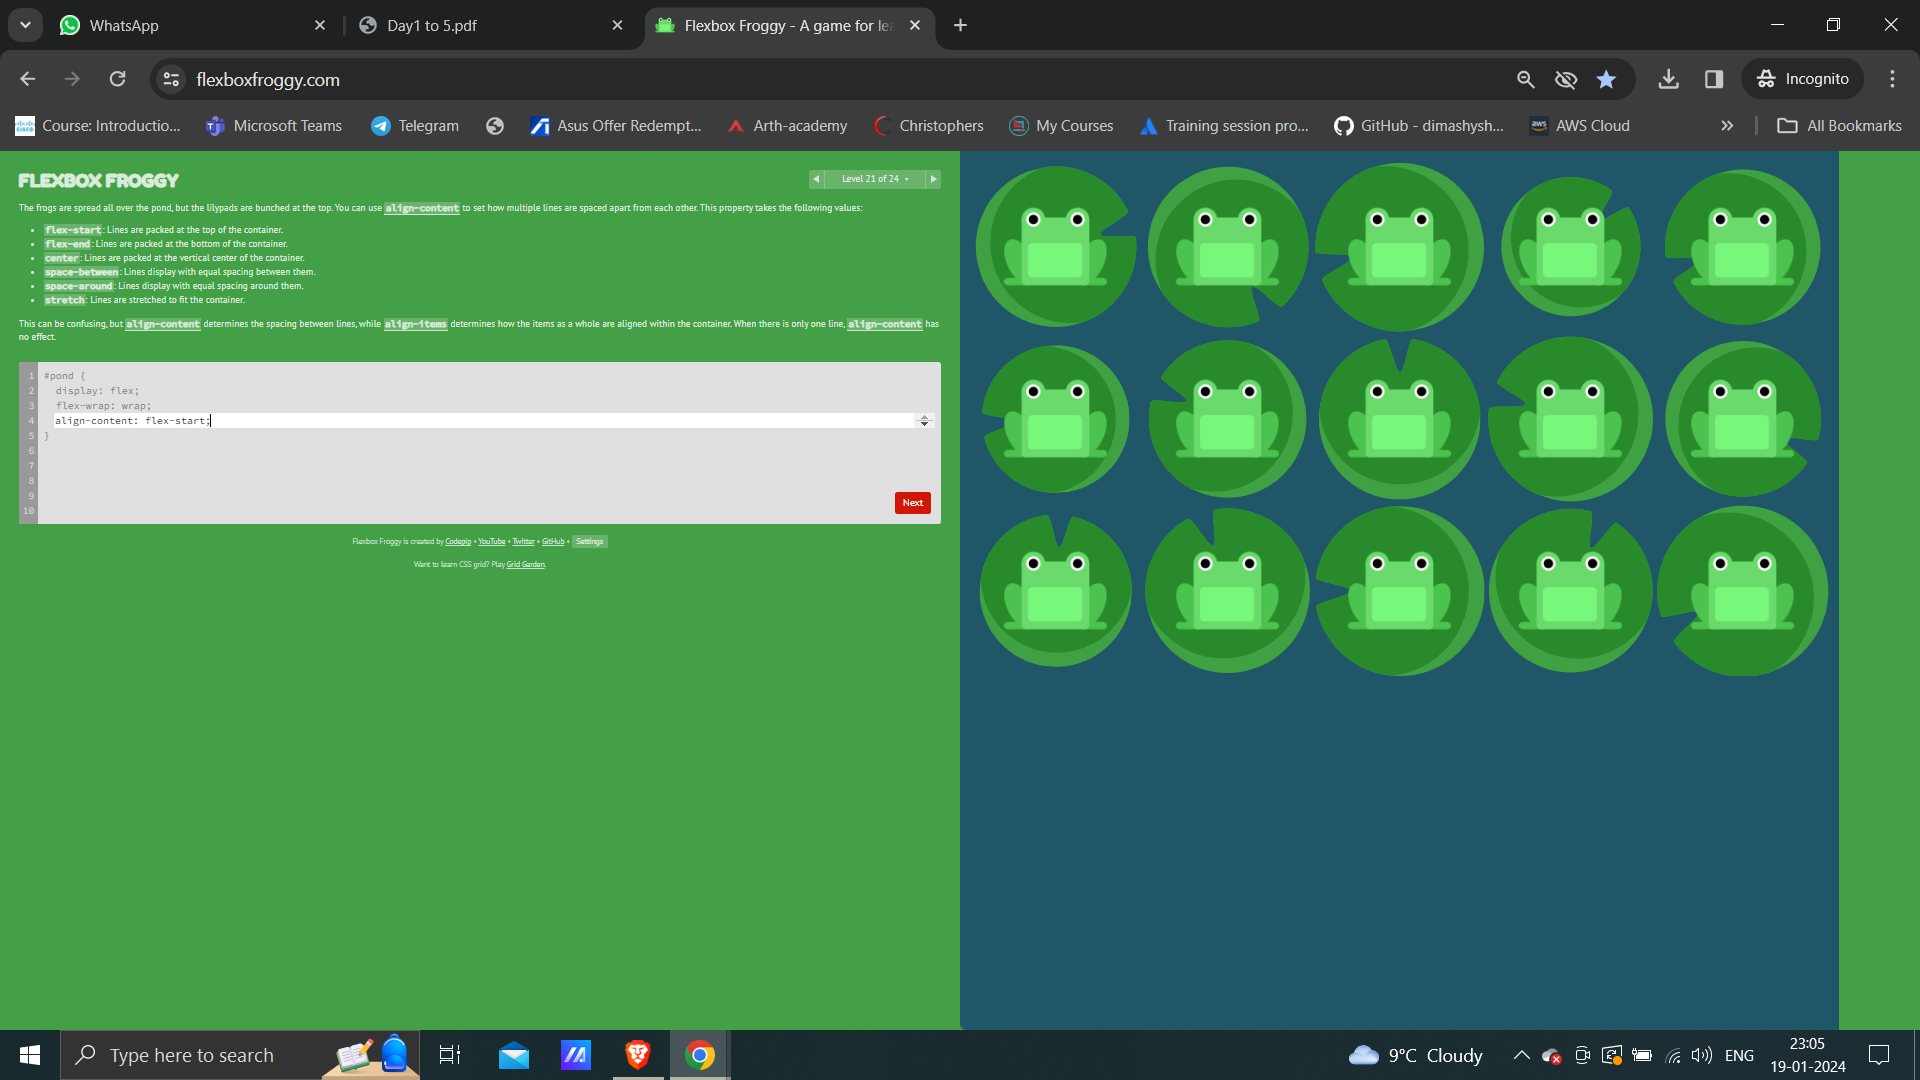 WhatsApp
Day1 to 5.pdf
Flexbox Froggy - A game for le
flexboxfroggy.com
Incognito
Course: Introductio...
Microsoft Teams
Telegram
Asus Offer Redempt...
Arth-academy
Christophers
My Courses
Training session pro...
GitHub - dimashysh...
aws
AWS Cloud
All Bookmarks
FLEXBOX FROGGY
Level 21 of 24
The frogs are spread all over the pond, but the lilypads are bunched at the top. You can use align-content to set how multiple lines are spaced apart from each other. This property takes the following values:
• flex-start: Lines are packed at the top of the container.
• flex-end: Lines are packed at the bottom of the container.
• center: Lines are packed at the vertical center of the container.
• space-between: Lines display with equal spacing between them.
• space-around: Lines display with equal spacing around them.
• stretch: Lines are stretched to fit the container.
This can be confusing, but align-content determines the spacing between lines, while align-items determines how the items as a whole are aligned within the container. When there is only one line, align-content has
no effect.
1 #pond {
2 display: flex;
3 flex-wrap: wrap;
4 align-content: flex-start;
5 }
6
7
8
9
10
Next
Flexbox Froggy is created by Codepip • YouTube • Twitter • GitHub • Settings
Want to learn CSS grid? Play Grid Garden.
Type here to search
9°C Cloudy
ENG
23:05
19-01-2024